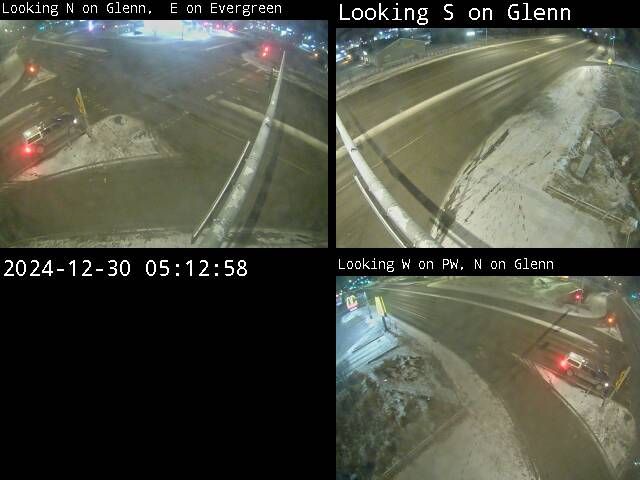 Looking N on Glenn, E on Evergreen
Looking S on Glenn
2024-12-30 05:12:58
Looking W on PW, N on Glenn